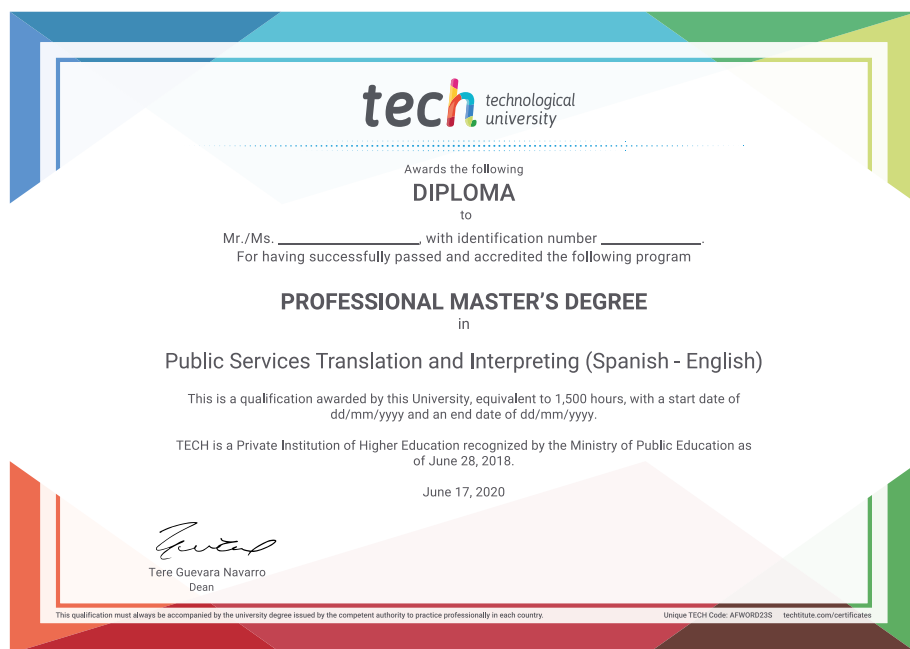 tech technological
university
Awards the following
DIPLOMA
to
Mr./Ms. ____________________, with identification number ______________.
For having successfully passed and accredited the following program
PROFESSIONAL MASTER'S DEGREE
in
Public Services Translation and Interpreting (Spanish - English)
This is a qualification awarded by this University, equivalent to 1,500 hours, with a start date of
dd/mm/yyyy and an end date of dd/mm/yyyy.
TECH is a Private Institution of Higher Education recognized by the Ministry of Public Education as
of June 28, 2018.
June 17, 2020
Tere Guevara Navarro
Dean
This qualification must always be accompanied by the university degree issued by the competent authority to practice professionally in each country.
Unique TECH Code: AFWORD23S techtitute.com/certificates